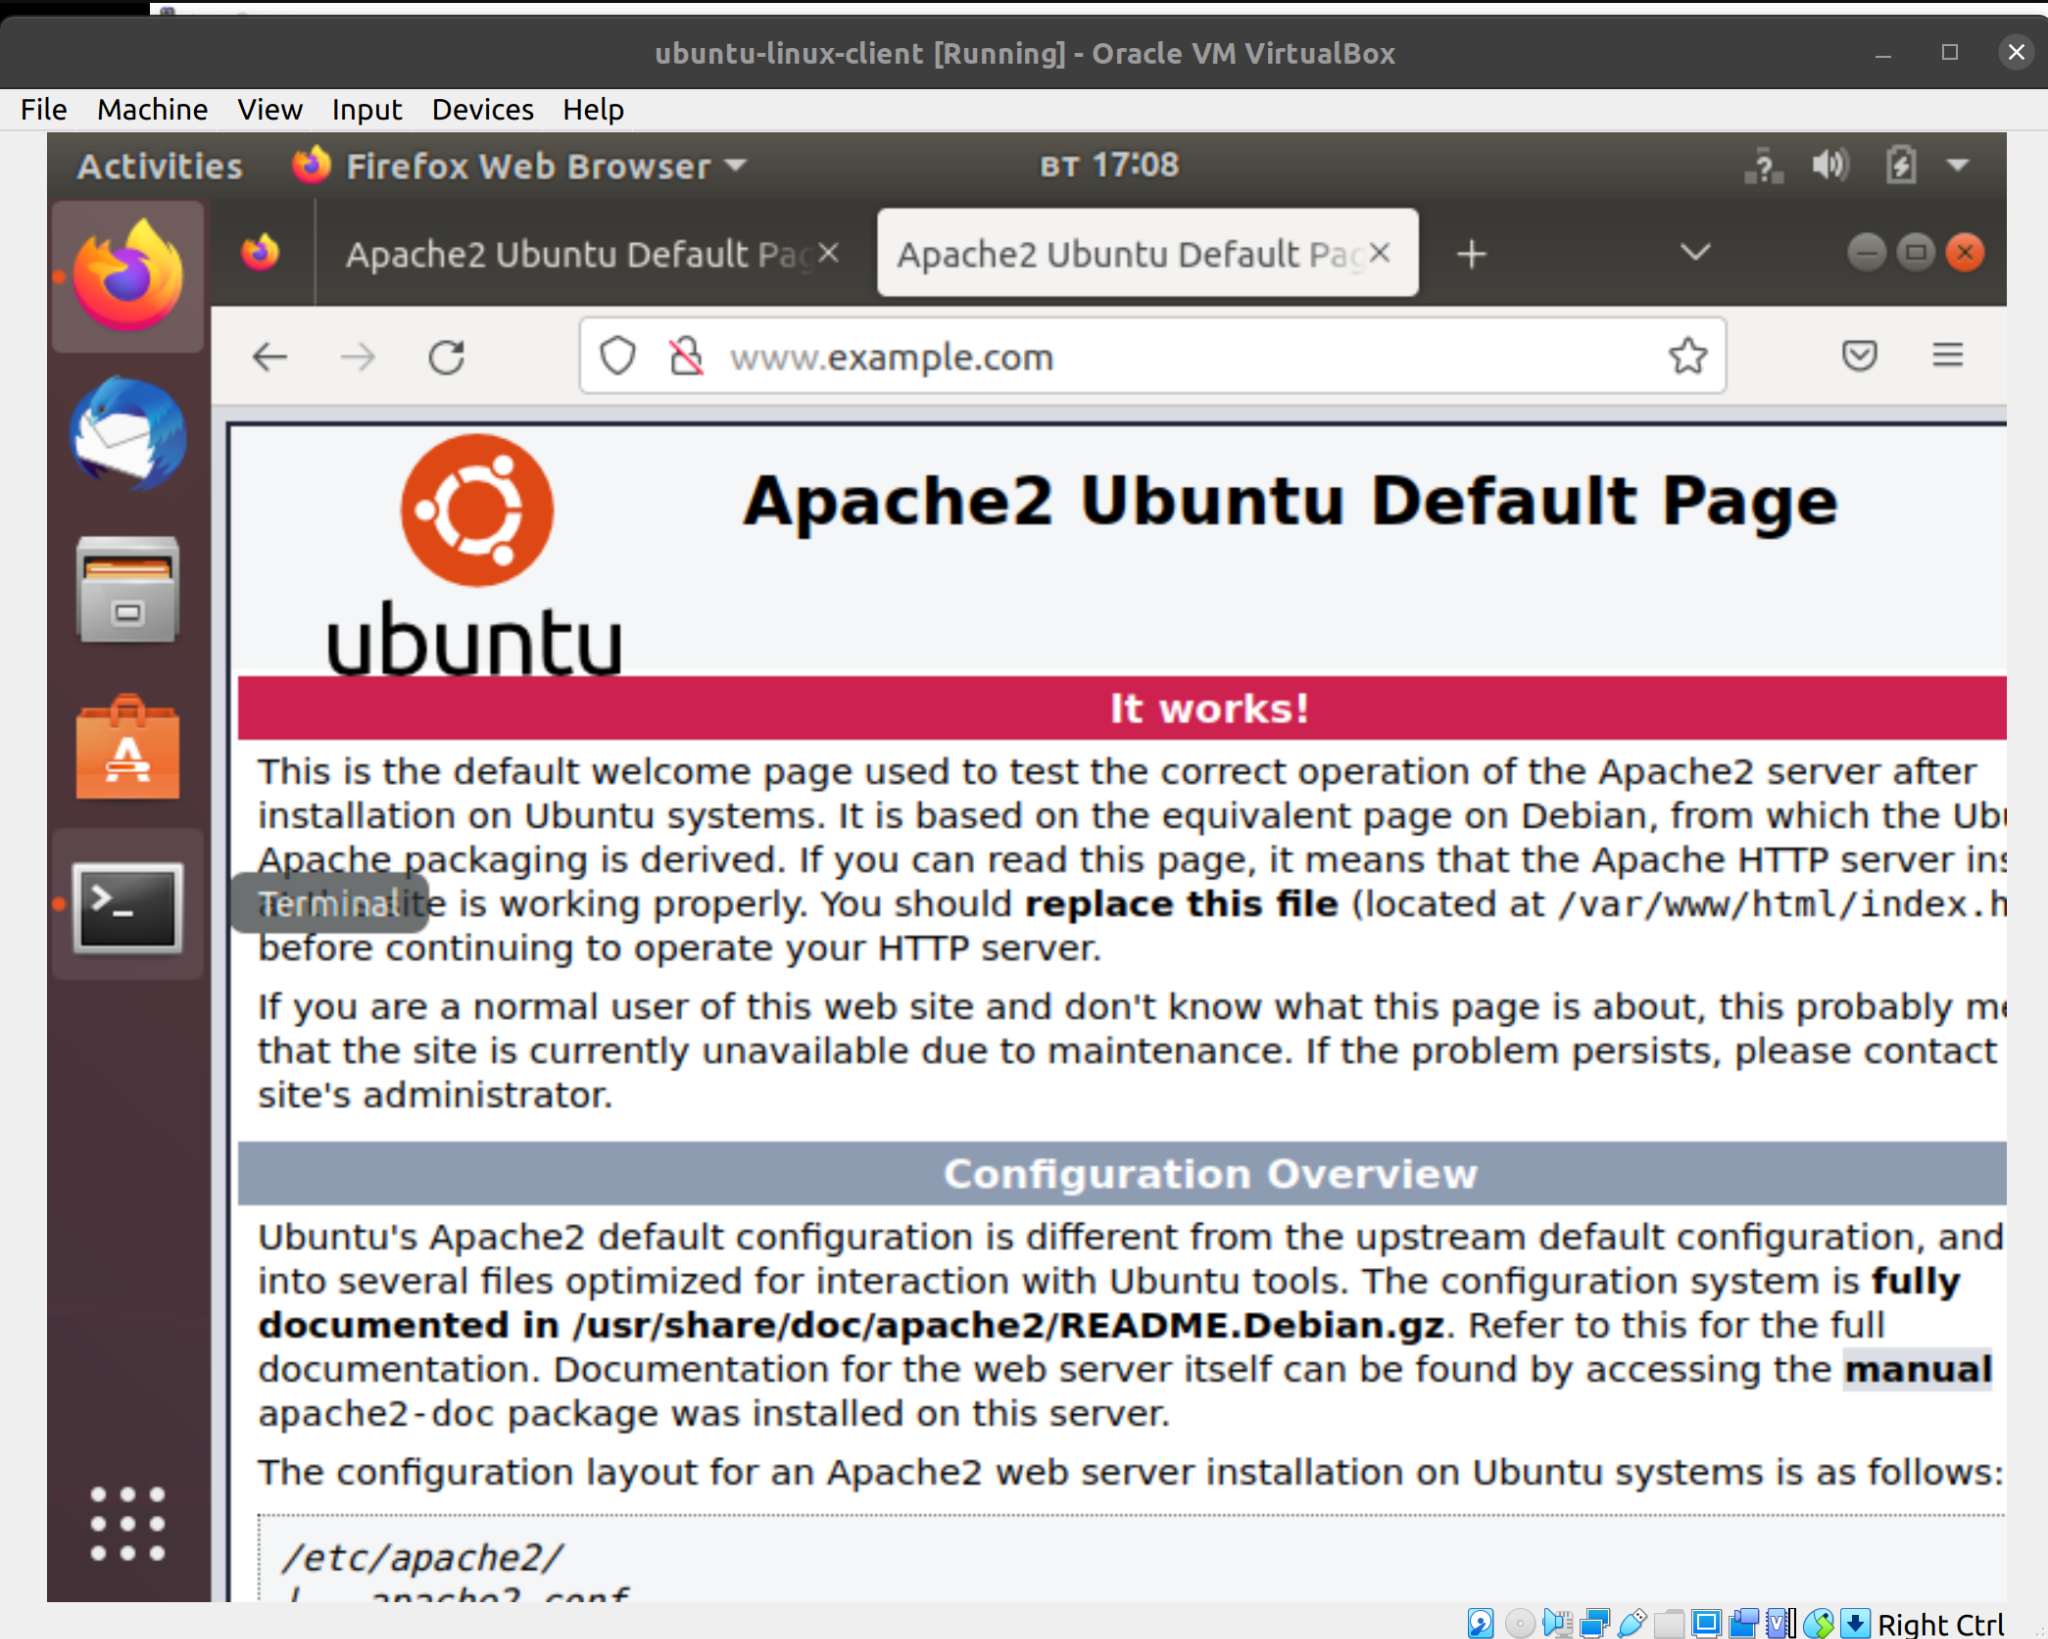 ubuntu-linux-client [Running] - Oracle VM VirtualBox
File Machine View Input Devices Help
Activities Firefox Web Browser вт 17:08
Apache2 Ubuntu Default Pag Apache2 Ubuntu Default Pag
www.example.com
ubuntu
Apache2 Ubuntu Default Page
It works!
This is the default welcome page used to test the correct operation of the Apache2 server after
installation on Ubuntu systems. It is based on the equivalent page on Debian, from which the Ubu
Apache packaging is derived. If you can read this page, it means that the Apache HTTP server ins
Terminal is working properly. You should replace this file (located at /var/www/html/index.h
before continuing to operate your HTTP server.
If you are a normal user of this web site and don't know what this page is about, this probably me
that the site is currently unavailable due to maintenance. If the problem persists, please contact
site's administrator.
Configuration Overview
Ubuntu's Apache2 default configuration is different from the upstream default configuration, and
into several files optimized for interaction with Ubuntu tools. The configuration system is fully
documented in /usr/share/doc/apache2/README.Debian.gz. Refer to this for the full
documentation. Documentation for the web server itself can be found by accessing the manual
apache2-doc package was installed on this server.
The configuration layout for an Apache2 web server installation on Ubuntu systems is as follows:
/etc/apache2/
apache2.conf
Right Ctrl